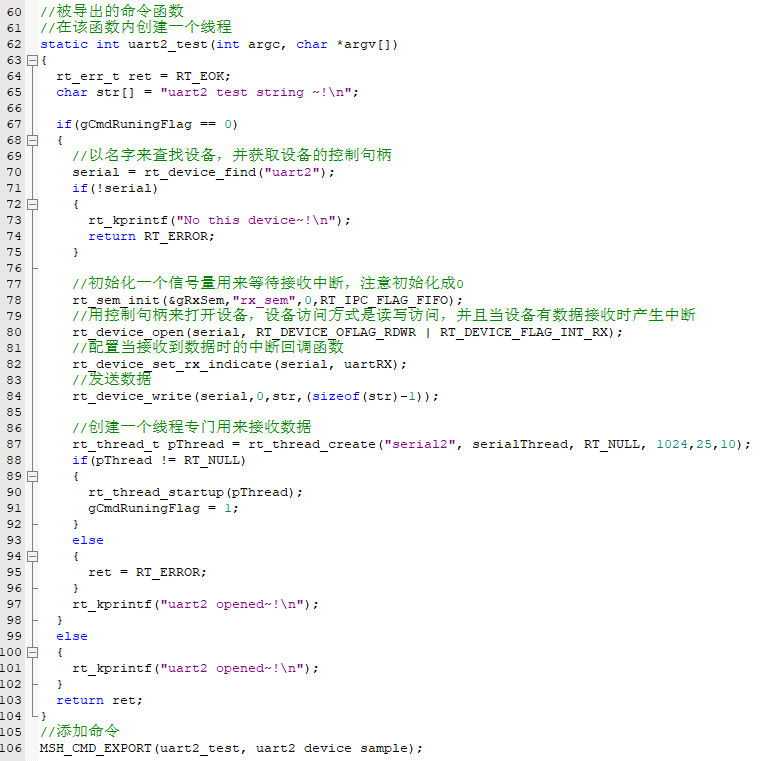 60 //被导出的命令函数
61 //在该函数内创建一个线程
62 static int uart2_test(int argc, char *argv[])
63 {
64   rt_err_t ret = RT_EOK;
65   char str[] = "uart2 test string ~!\n";
66
67   if(gCmdRuningFlag == 0)
68   {
69     //以名字来查找设备，并获取设备的控制句柄
70     serial = rt_device_find("uart2");
71     if(!serial)
72     {
73       rt_kprintf("No this device~!\n");
74       return RT_ERROR;
75     }
76
77     //初始化一个信号量用来等待接收中断，注意初始化成0
78     rt_sem_init(&gRxSem,"rx_sem",0,RT_IPC_FLAG_FIFO);
79     //用控制句柄来打开设备，设备访问方式是读写访问，并且当设备有数据接收时产生中断
80     rt_device_open(serial, RT_DEVICE_OFLAG_RDWR | RT_DEVICE_FLAG_INT_RX);
81     //配置当接收到数据时的中断回调函数
82     rt_device_set_rx_indicate(serial, uartRX);
83     //发送数据
84     rt_device_write(serial,0,str,(sizeof(str)-1));
85
86     //创建一个线程专门用来接收数据
87     rt_thread_t pThread = rt_thread_create("serial2", serialThread, RT_NULL, 1024,25,10);
88     if(pThread != RT_NULL)
89     {
90       rt_thread_startup(pThread);
91       gCmdRuningFlag = 1;
92     }
93     else
94     {
95       ret = RT_ERROR;
96     }
97     rt_kprintf("uart2 opened~!\n");
98   }
99   else
100   {
101     rt_kprintf("uart2 opened~!\n");
102   }
103   return ret;
104 }
105 //添加命令
106 MSH_CMD_EXPORT(uart2_test, uart2 device sample);